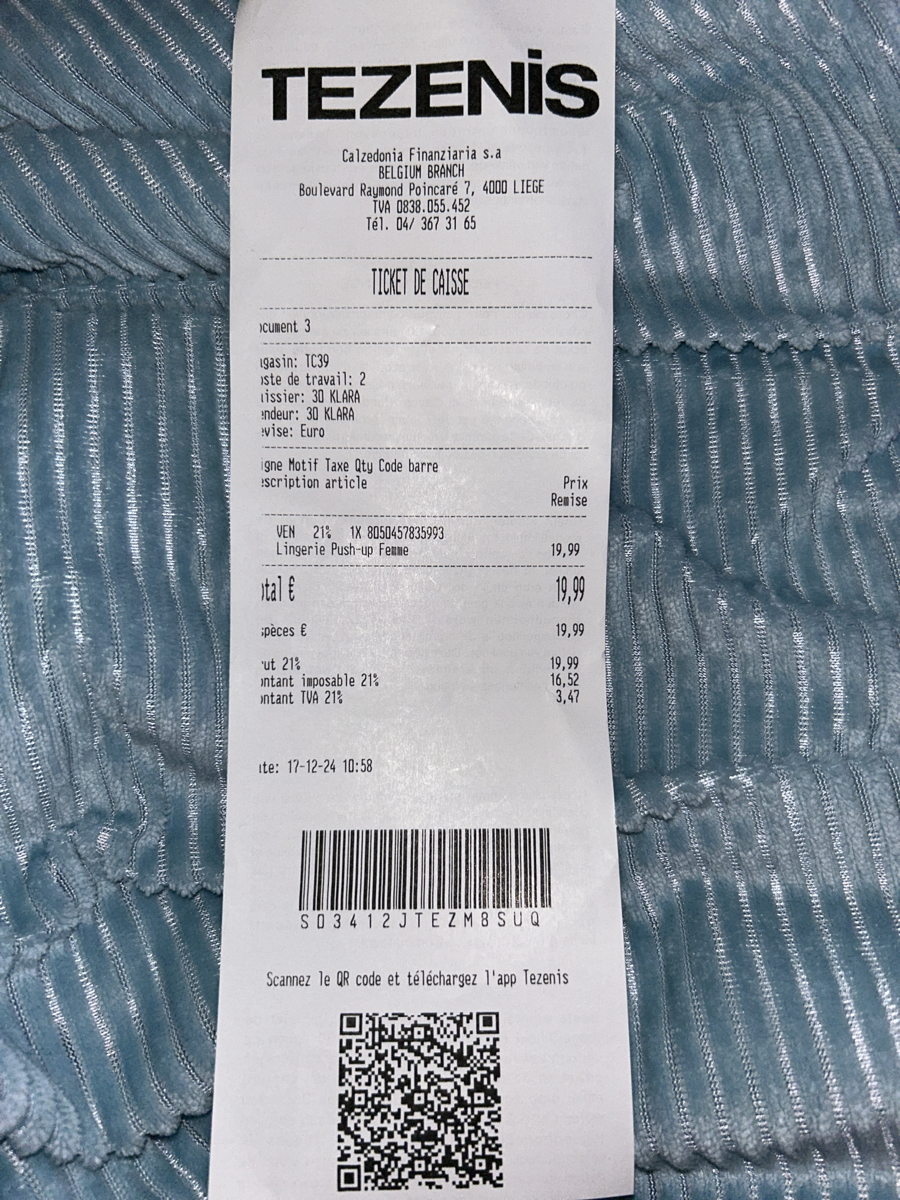 TEZENiS
Calzedonia Finanziaria s.a
BELGIUM BRANCH
Boulevard Raymond Poincaré 7, 4000 LIEGE
TVA 0838.055.452
Tél. 04/ 367 31 65
TICKET DE CAISSE
ocument 3
gasin: TC39
oste de travail: 2
issier: 30 KLARA
endeur: 30 KLARA
evise: Euro
igne Motif Taxe Qty Code barre
escription article Prix
Remise
VEN 21% 1X 8050457835993
Lingerie Push-up Femme 19,99
otal € 19,99
spèces € 19,99
rut 21% 19,99
ontant imposable 21% 16,52
ontant TVA 21% 3,47
ate: 17-12-24 10:58
S03412JTEZM8SUQ
Scannez le QR code et téléchargez l'app Tezenis